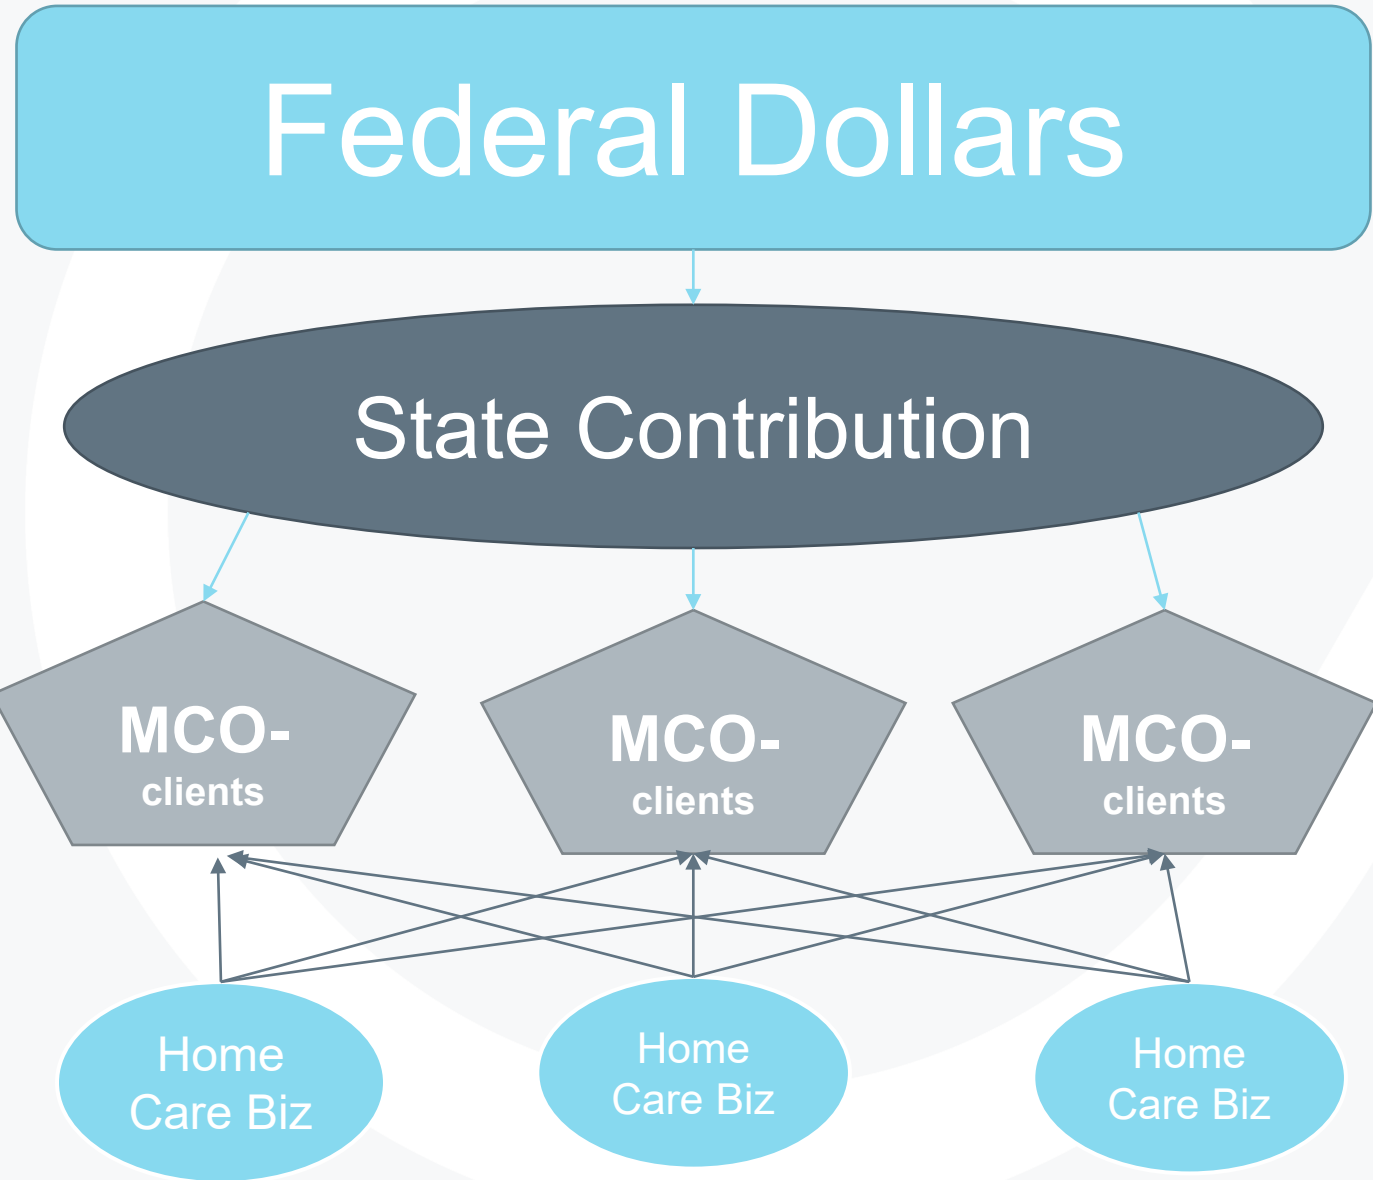 Federal Dollars
State Contribution
MCO-
clients
MCO-
clients
MCO-
clients
Home
Care Biz
Home
Care Biz
Home
Care Biz